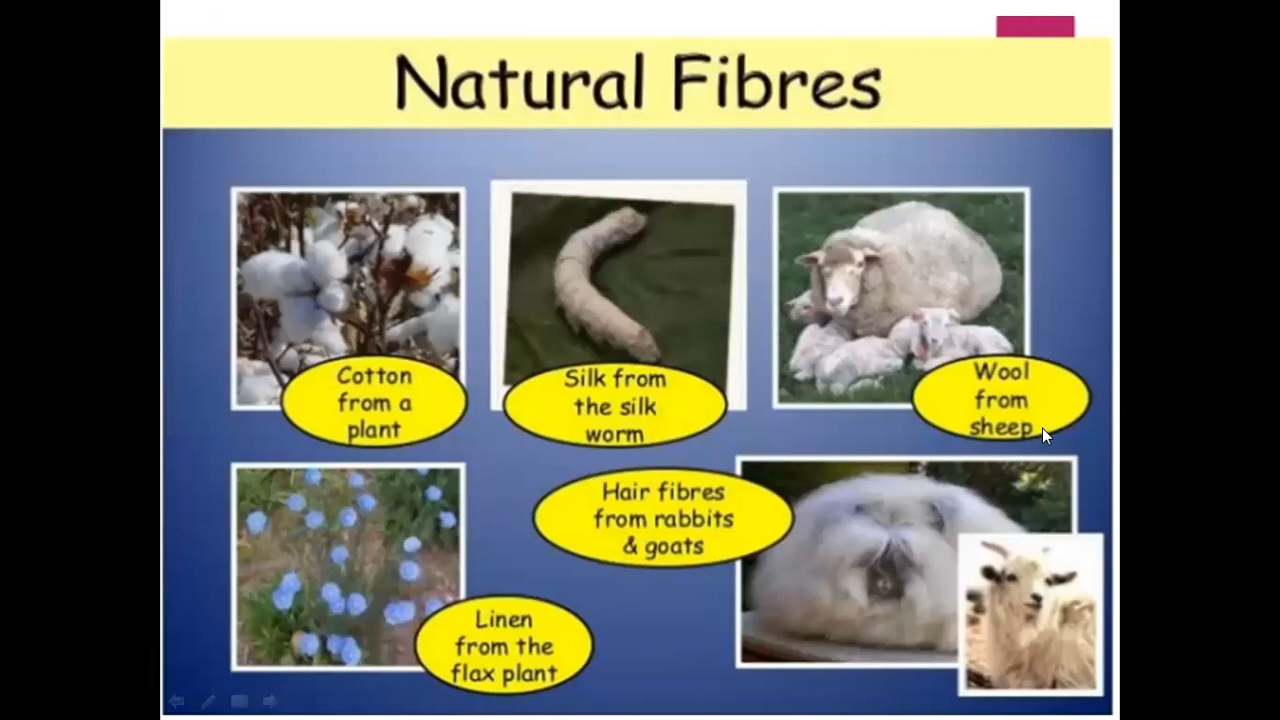 Natural Fibres
Cotton
from a
plant
Silk from
the silk
worm
Wool
from
sheep
Hair fibres
from rabbits
& goats
Linen
from the
flax plant